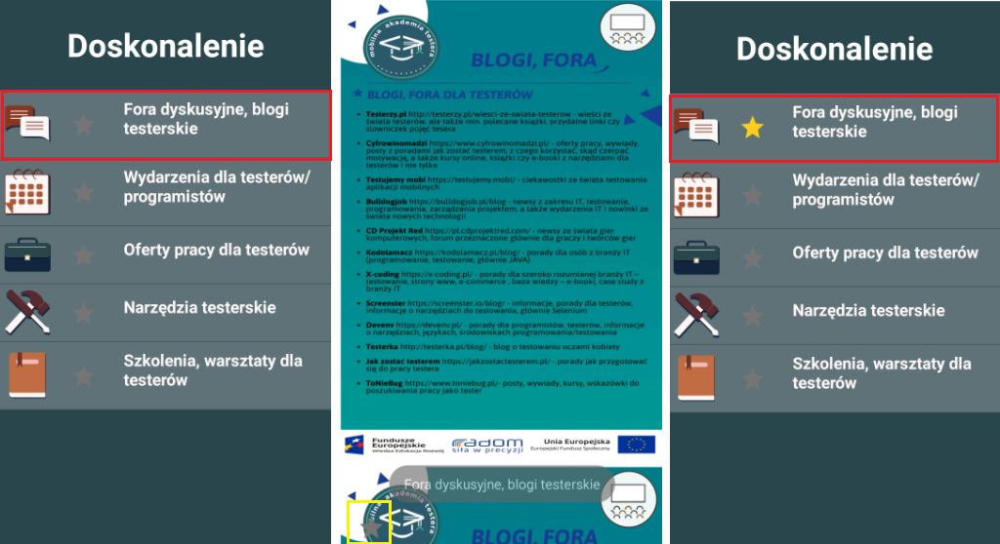 Doskonalenie
Fora dyskusyjne, blogi
testerskie
Wydarzenia dla testerów/
programistów
Oferty pracy dla testerów
Narzędzia testerskie
Szkolenia, warsztaty dla
testerów
mobilna akademia testera
BLOGI, FORA
* BLOGI, FORA DLA TESTERÓW
• Testerzy.pl http://testerzy.pl/wiesci-ze-swiata-testerow - wieści ze
świata testerów, ale także min. polecane książki, przydatne linki czy
słowniczek pojęć tesera
• Cyfrowinomadzi https://www.cyfrowinomadzi.pl/ - oferty pracy, wywiady,
posty z poradami jak zostać testerem, z czego korzystać, skąd czerpać
motywację, a także kursy online, książki czy e-booki z narzędziami dla
testerów i nie tylko
• Testujemy mobi https://testujemy.mobi/ - ciekawostki ze świata testowania
aplikacji mobilnych
• Bulldogjob https://bulldogjob.pl/blog - newsy z zakresu IT, testowania,
programowania, zarządzania projektem, a także wydarzenia IT i nowinki ze
świata nowych technologii
• CD Projekt Red https://pl.cdprojektred.com/ - newsy ze świata gier
komputerowych, forum przeznaczone głównie dla graczy i twórców gier
• Kodołamacz https://kodolamacz.pl/blog/ - porady dla osób z branży IT
(programowanie, testowanie, głównie JAVA)
• X-coding https://x-coding.pl/ - porady dla szeroko rozumianej branży IT –
testowanie, strony www, e-commerce , baza wiedzy – e-booki, case study z
branży IT
• Screenster https://screenster.io/blog/ - informacje, porady dla testerów,
informacje o narzędziach do testowania, głównie Selenium
• Devenv https://devenv.pl/ - porady dla programistów, testerów, informacje
o narzędziach, językach, środowiskach programowania/testowania
• Testerka http://testerka.pl/blog/ - blog o testowaniu oczami kobiety
• Jak zostać testerem https://jakzostactesterem.pl/ - porady jak przygotować
się do pracy testera
• ToNieBug https://www.toniebug.pl/- posty, wywiady, kursy, wskazówki do
poszukiwania pracy jako tester
Fundusze
Europejskie
Wiedza Edukacja Rozwój
radom
siła w precyzji
Unia Europejska
Europejski Fundusz Społeczny
Fora dyskusyjne, blogi testerskie
akademia testera
BLOGI, FORA
Doskonalenie
Fora dyskusyjne, blogi
testerskie
Wydarzenia dla testerów/
programistów
Oferty pracy dla testerów
Narzędzia testerskie
Szkolenia, warsztaty dla
testerów